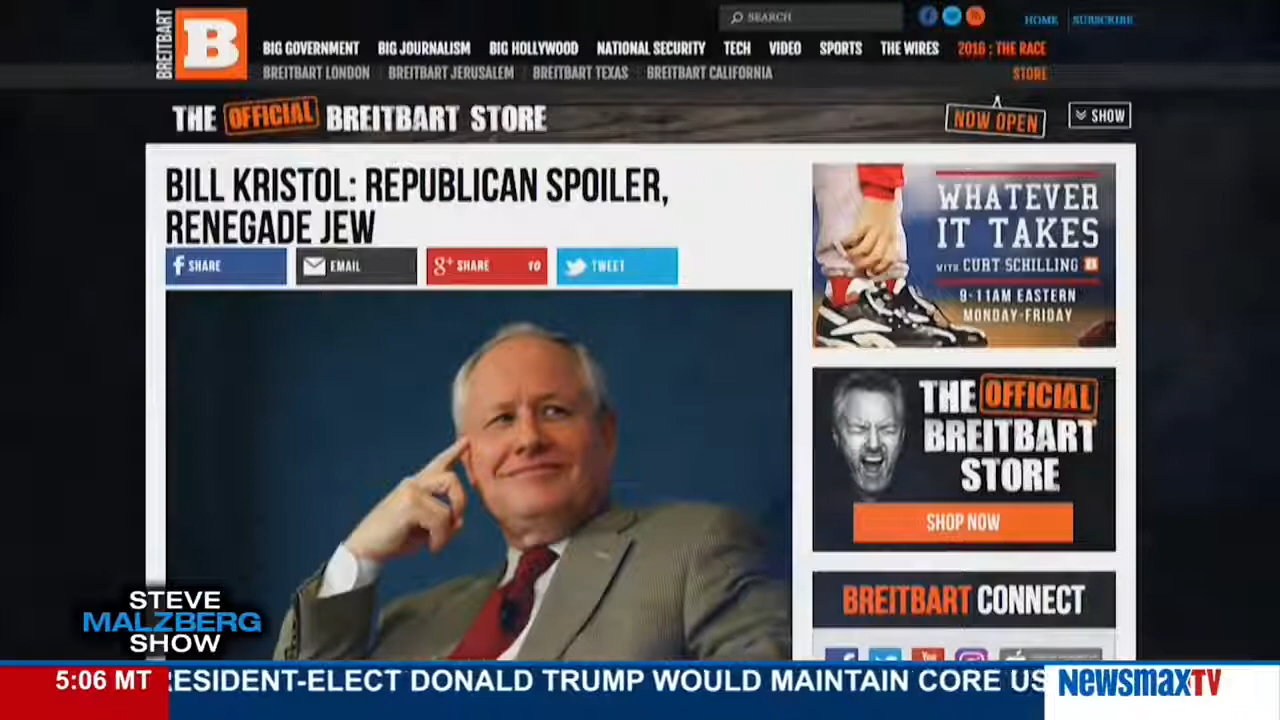 BREITBART
B
SEARCH
HOME SUBSCRIBE
BIG GOVERNMENT BIG JOURNALISM BIG HOLLYWOOD NATIONAL SECURITY TECH VIDEO SPORTS THE WIRES 2016 : THE RACE
BREITBART LONDON BREITBART JERUSALEM BREITBART TEXAS BREITBART CALIFORNIA STORE
THE OFFICIAL BREITBART STORE
NOW OPEN
SHOW
BILL KRISTOL: REPUBLICAN SPOILER,
RENEGADE JEW
f SHARE EMAIL g+ SHARE 10 TWEET
WHATEVER
IT TAKES
WITH CURT SCHILLING B
9-11AM EASTERN
MONDAY-FRIDAY
THE OFFICIAL
BREITBART
STORE
SHOP NOW
BREITBART CONNECT
STEVE
MALZBERG
SHOW
5:06 MT RESIDENT-ELECT DONALD TRUMP WOULD MAINTAIN CORE US NEWSMAXTV